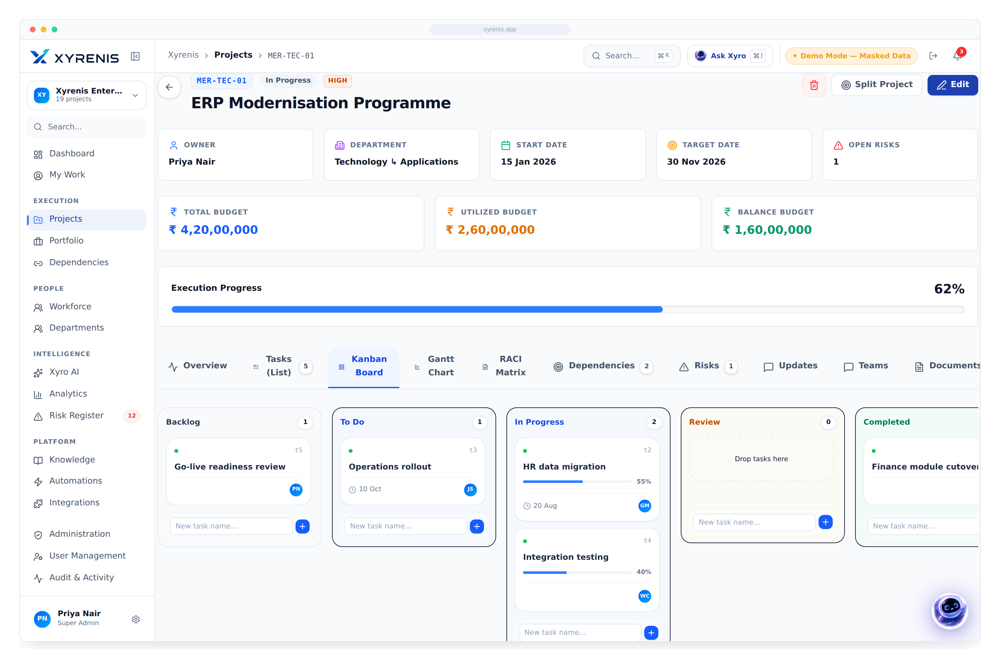 xyrenis.app
XYRENIS
Xyrenis › Projects › MER-TEC-01
Search... ⌘K
Ask Xyro ⌘J
✦ Demo Mode — Masked Data
3
XY
Xyrenis Enter...
19 projects
Search...
Dashboard
My Work
EXECUTION
Projects
Portfolio
Dependencies
PEOPLE
Workforce
Departments
INTELLIGENCE
Xyro AI
Analytics
Risk Register 12
PLATFORM
Knowledge
Automations
Integrations
Administration
User Management
Audit & Activity
PN
Priya Nair
Super Admin
MER-TEC-01 In Progress HIGH
Split Project
Edit
ERP Modernisation Programme
OWNER
Priya Nair
DEPARTMENT
Technology ↳ Applications
START DATE
15 Jan 2026
TARGET DATE
30 Nov 2026
OPEN RISKS
1
₹ TOTAL BUDGET
₹ 4,20,00,000
₹ UTILIZED BUDGET
₹ 2,60,00,000
₹ BALANCE BUDGET
₹ 1,60,00,000
Execution Progress 62%
Overview
Tasks
(List)
5
Kanban
Board
Gantt
Chart
RACI
Matrix
Dependencies 2
Risks 1
Updates
Teams
Documents
Backlog 1
t5
Go-live readiness review
PN
New task name...
To Do 1
t3
Operations rollout
10 Oct JS
New task name...
In Progress 2
t2
HR data migration
55%
20 Aug GM
t4
Integration testing
40%
WC
New task name...
Review 0
Drop tasks here
New task name...
Completed
Finance module cutover
New task name...